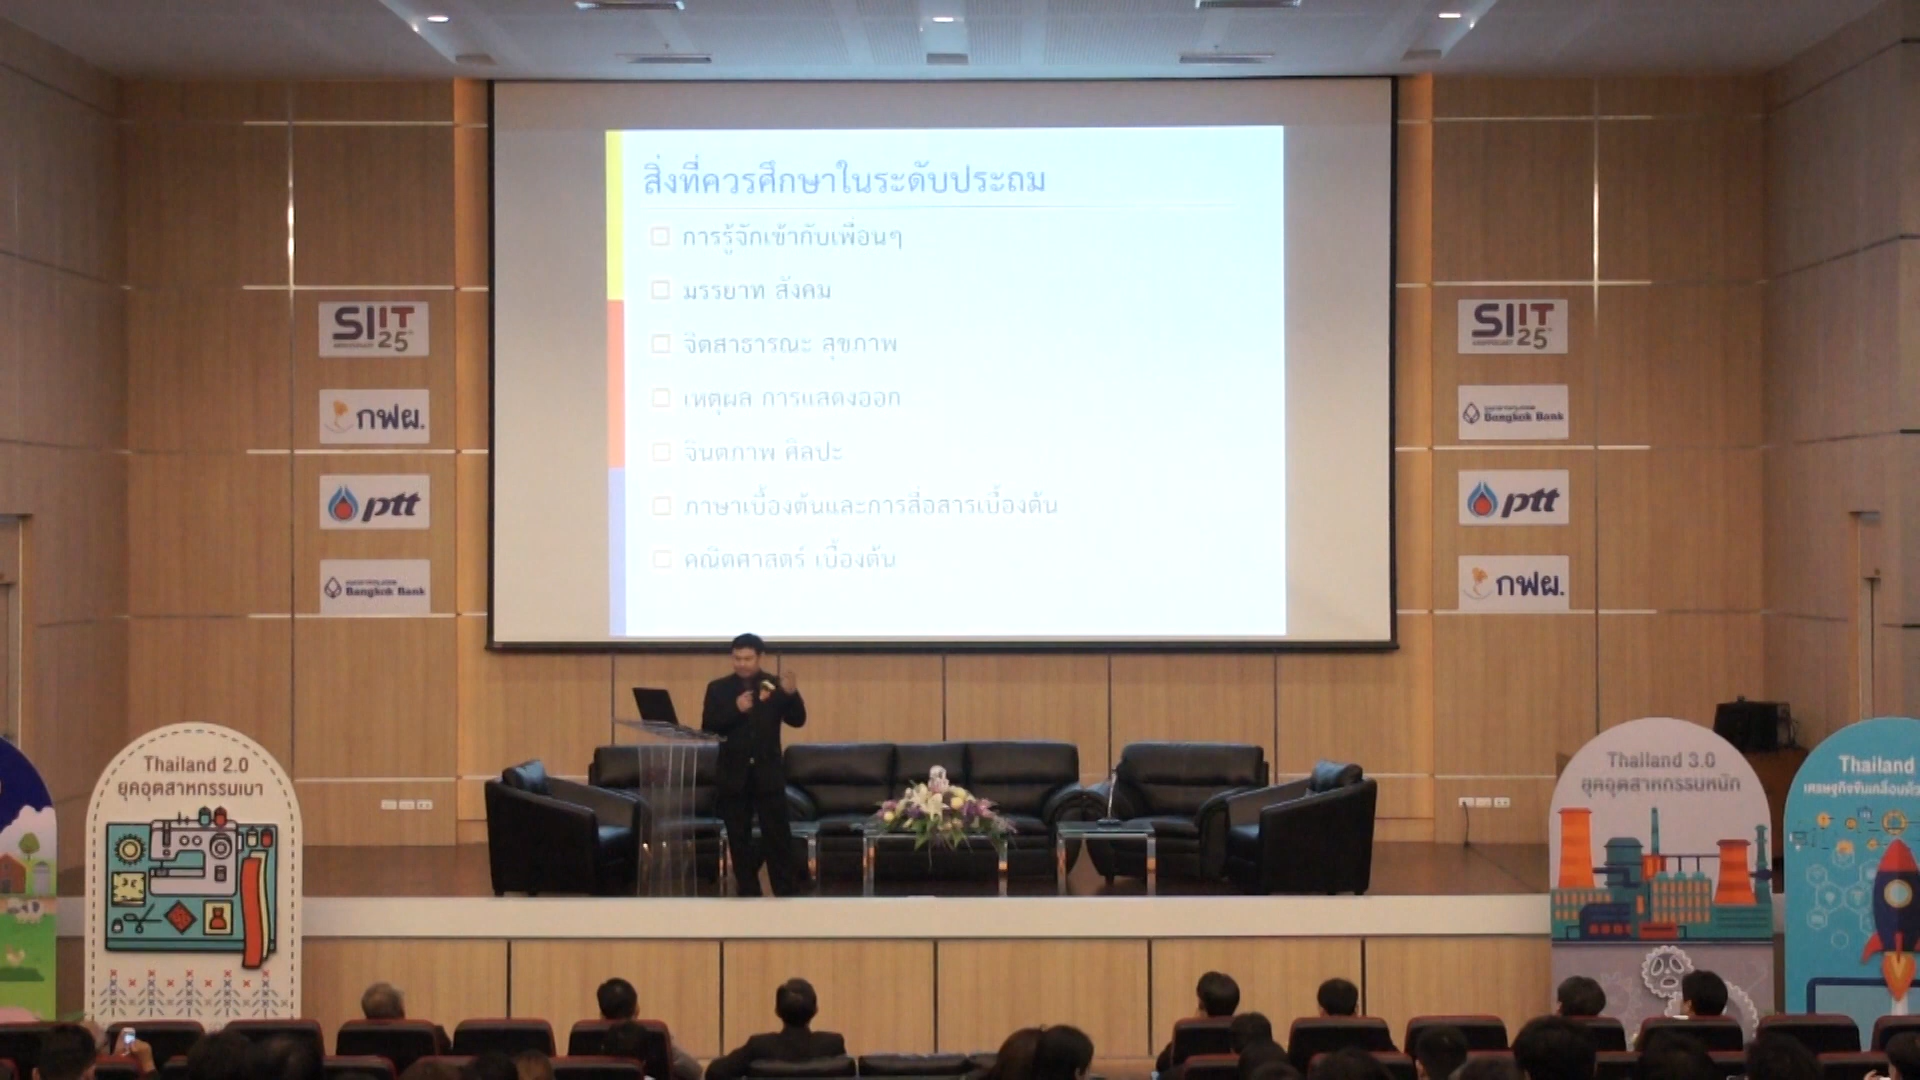 สิ่งที่ควรศึกษาในระดับประถม
การรู้จักเข้ากับเพื่อนๆ
มรรยาท สังคม
จิตสาธารณะ สุขภาพ
เหตุผล การแสดงออก
จินตภาพ ศิลปะ
ภาษาเบื้องต้นและการสื่อสารเบื้องต้น
คณิตศาสตร์ เบื้องต้น
SIIT
25
กฟผ.
ptt
Bangkok Bank
SIIT
25
Bangkok Bank
ptt
กฟผ.
Thailand 2.0
ยุคอุตสาหกรรมเบา
Thailand 3.0
ยุคอุตสาหกรรมหนัก
Thailand